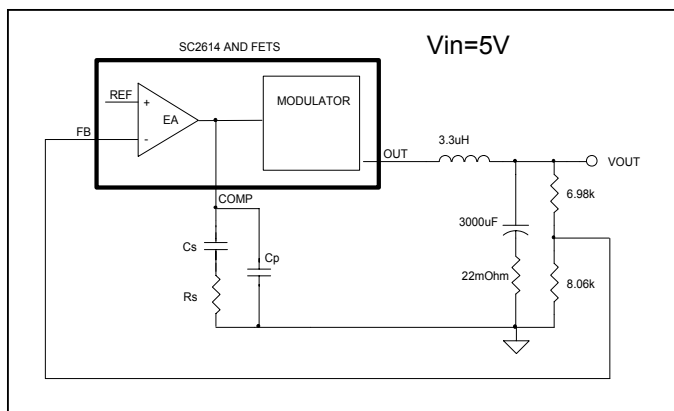 SC2614 AND FETS
Vin=5V
REF
+
EA
-
FB
MODULATOR
OUT
3.3uH
VOUT
6.98k
COMP
3000uF
Cs
Cp
22mOhm
8.06k
Rs